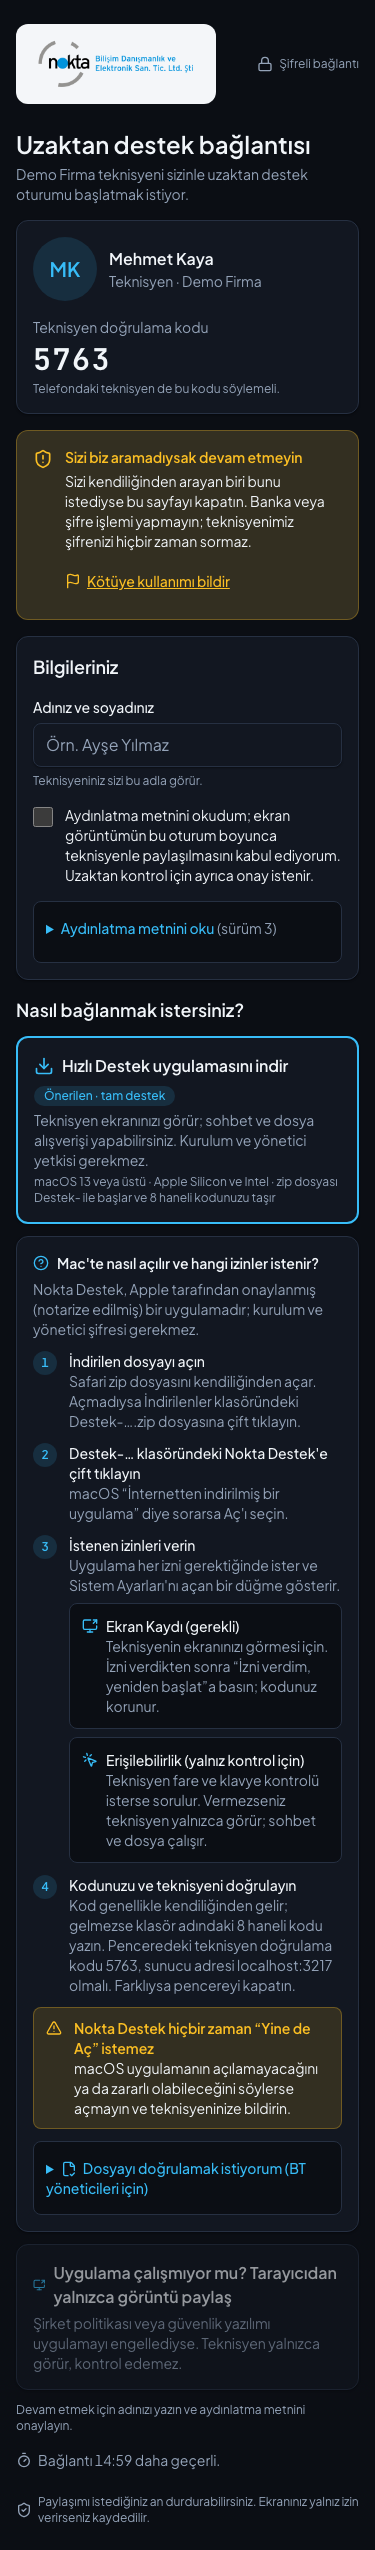 nokta Bilişim Danışmanlık ve
Elektronik San. Tic. Ltd. Şti
Şifreli bağlantı
Uzaktan destek bağlantısı
Demo Firma teknisyeni sizinle uzaktan destek
oturumu başlatmak istiyor.
MK
Mehmet Kaya
Teknisyen · Demo Firma
Teknisyen doğrulama kodu
5763
Telefondaki teknisyen de bu kodu söylemeli.
Sizi biz aramadıysak devam etmeyin
Sizi kendiliğinden arayan biri bunu
istediyse bu sayfayı kapatın. Banka veya
şifre işlemi yapmayın; teknisyenimiz
şifrenizi hiçbir zaman sormaz.
Kötüye kullanımı bildir
Bilgileriniz
Adınız ve soyadınız
Örn. Ayşe Yılmaz
Teknisyeniniz sizi bu adla görür.
Aydınlatma metnini okudum; ekran
görüntümün bu oturum boyunca
teknisyenle paylaşılmasını kabul ediyorum.
Uzaktan kontrol için ayrıca onay istenir.
Aydınlatma metnini oku (sürüm 3)
Nasıl bağlanmak istersiniz?
Hızlı Destek uygulamasını indir
Önerilen · tam destek
Teknisyen ekranınızı görür; sohbet ve dosya
alışverişi yapabilirsiniz. Kurulum ve yönetici
yetkisi gerekmez.
macOS 13 veya üstü · Apple Silicon ve Intel · zip dosyası
Destek- ile başlar ve 8 haneli kodunuzu taşır
Mac'te nasıl açılır ve hangi izinler istenir?
Nokta Destek, Apple tarafından onaylanmış
(notarize edilmiş) bir uygulamadır; kurulum ve
yönetici şifresi gerekmez.
1
İndirilen dosyayı açın
Safari zip dosyasını kendiliğinden açar.
Açmadıysa İndirilenler klasöründeki
Destek-….zip dosyasına çift tıklayın.
2
Destek-… klasöründeki Nokta Destek'e
çift tıklayın
macOS “İnternetten indirilmiş bir
uygulama” diye sorarsa Aç'ı seçin.
3
İstenen izinleri verin
Uygulama her izni gerektiğinde ister ve
Sistem Ayarları'nı açan bir düğme gösterir.
Ekran Kaydı (gerekli)
Teknisyenin ekranınızı görmesi için.
İzni verdikten sonra “İzni verdim,
yeniden başlat”a basın; kodunuz
korunur.
Erişilebilirlik (yalnız kontrol için)
Teknisyen fare ve klavye kontrolü
isterse sorulur. Vermezseniz
teknisyen yalnızca görür; sohbet
ve dosya çalışır.
4
Kodunuzu ve teknisyeni doğrulayın
Kod genellikle kendiliğinden gelir;
gelmezse klasör adındaki 8 haneli kodu
yazın. Penceredeki teknisyen doğrulama
kodu 5763, sunucu adresi localhost:3217
olmalı. Farklıysa pencereyi kapatın.
Nokta Destek hiçbir zaman “Yine de
Aç” istemez
macOS uygulamanın açılamayacağını
ya da zararlı olabileceğini söylerse
açmayın ve teknisyeninize bildirin.
Dosyayı doğrulamak istiyorum (BT
yöneticileri için)
Uygulama çalışmıyor mu? Tarayıcıdan
yalnızca görüntü paylaş
Şirket politikası veya güvenlik yazılımı
uygulamayı engellediyse. Teknisyen yalnızca
görür, kontrol edemez.
Devam etmek için adınızı yazın ve aydınlatma metnini
onaylayın.
Bağlantı 14:59 daha geçerli.
Paylaşımı istediğiniz an durdurabilirsiniz. Ekranınız yalnız izin
verirseniz kaydedilir.